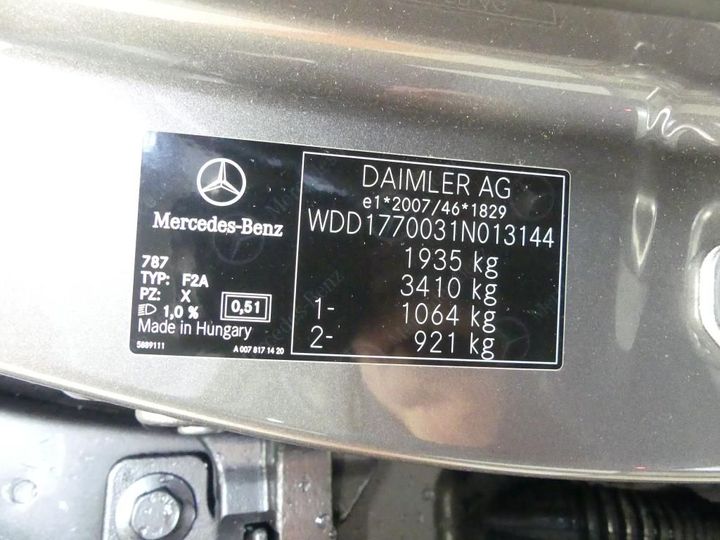 Mercedes-Benz
787
TYP: F2A
PZ: X
1,0 %
0,51
Made in Hungary
5889111
A 007 817 14 20
DAIMLER AG
e1*2007/46*1829
WDD1770031N013144
1935 kg
3410 kg
1- 1064 kg
2- 921 kg